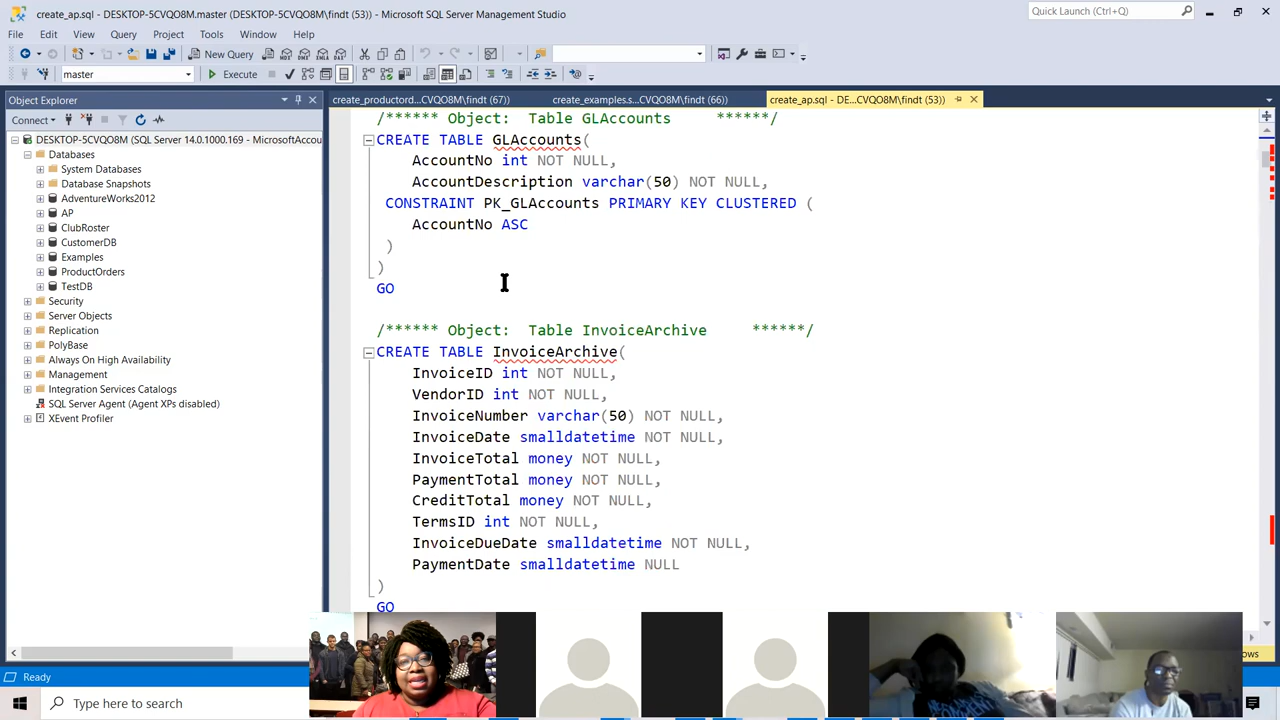 create_ap.sql - DESKTOP-5CVQO8M.master (DESKTOP-5CVQO8M\findt (53)) - Microsoft SQL Server Management Studio
Quick Launch (Ctrl+Q)
File Edit View Query Project Tools Window Help
New Query
MDX DMX XMLA DAX
master
Execute
Object Explorer
create_productord...CVQO8M\findt (67))
create_examples.s...CVQO8M\findt (66))
create_ap.sql - DE...CVQO8M\findt (53))
Connect
DESKTOP-5CVQO8M (SQL Server 14.0.1000.169 - MicrosoftAccou
Databases
System Databases
Database Snapshots
AdventureWorks2012
AP
ClubRoster
CustomerDB
Examples
ProductOrders
TestDB
Security
Server Objects
Replication
PolyBase
Always On High Availability
Management
Integration Services Catalogs
SQL Server Agent (Agent XPs disabled)
XEvent Profiler
/****** Object:  Table GLAccounts     ******/
CREATE TABLE GLAccounts(
AccountNo int NOT NULL,
AccountDescription varchar(50) NOT NULL,
CONSTRAINT PK_GLAccounts PRIMARY KEY CLUSTERED (
AccountNo ASC
)
)
GO
/****** Object:  Table InvoiceArchive     ******/
CREATE TABLE InvoiceArchive(
InvoiceID int NOT NULL,
VendorID int NOT NULL,
InvoiceNumber varchar(50) NOT NULL,
InvoiceDate smalldatetime NOT NULL,
InvoiceTotal money NOT NULL,
PaymentTotal money NOT NULL,
CreditTotal money NOT NULL,
TermsID int NOT NULL,
InvoiceDueDate smalldatetime NOT NULL,
PaymentDate smalldatetime NULL
)
GO
Ready
Type here to search